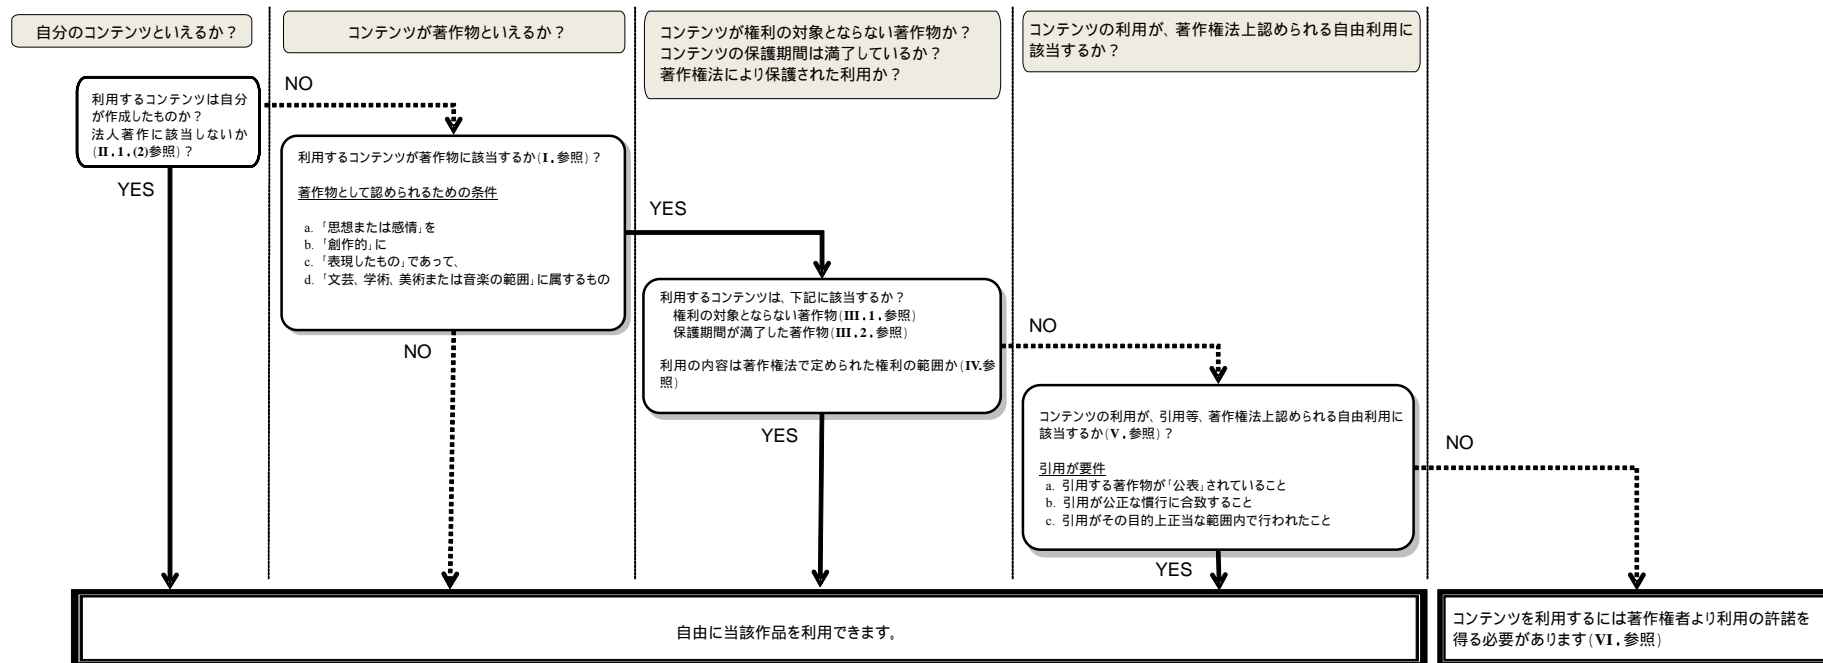 自分のコンテンツといえるか？
コンテンツが著作物といえるか？
コンテンツが権利の対象とならない著作物か？
コンテンツの保護期間は満了しているか？
著作権法により保護された利用か？
コンテンツの利用が、著作権法上認められる自由利用に
該当するか？
利用するコンテンツは自分
が作成したものか？
法人著作に該当しないか
(II.1.(2)参照)？
NO
YES
利用するコンテンツが著作物に該当するか(I.参照)？
著作物として認められるための条件
a. 「思想または感情」を
b. 「創作的」に
c. 「表現したもの」であって、
d. 「文芸、学術、美術または音楽の範囲」に属するもの
YES
NO
利用するコンテンツは、下記に該当するか？
権利の対象とならない著作物(III.1.参照)
保護期間が満了した著作物(III.2.参照)
利用の内容は著作権法で定められた権利の範囲か(IV.参
照)
NO
YES
コンテンツの利用が、引用等、著作権法上認められる自由利用に
該当するか(V.参照)？
引用が要件
a. 引用する著作物が「公表」されていること
b. 引用が公正な慣行に合致すること
c. 引用がその目的上正当な範囲内で行われたこと
NO
YES
自由に当該作品を利用できます。
コンテンツを利用するには著作権者より利用の許諾を
得る必要があります(VI.参照)